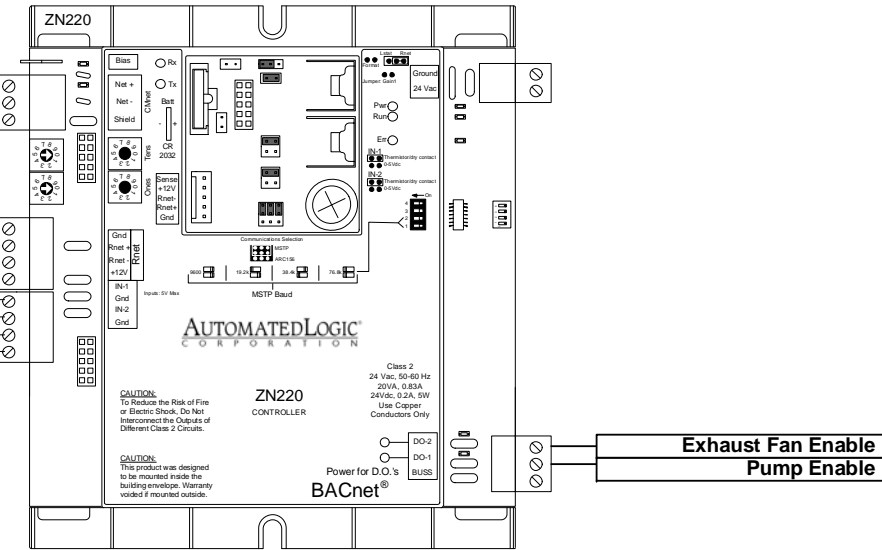 ZN220
Bias
Rx
Net +
Tx
Net -
Batt
Shield
CMnet
- +
CR
2032
Tens
Ones
Sense
+12V
Rnet-
Rnet+
Gnd
Gnd
Rnet +
Rnet -
+12V
Rnet
IN-1
Gnd
IN-2
Gnd
Inputs: 5V Max
Lstat Rnet
Format
Jumper Gain1
Ground
24 Vac
Pwr
Run
Err
IN-1
Thermistor/dry contact
0-5Vdc
IN-2
Thermistor/dry contact
0-5Vdc
On
4
3
2
1
Communications Selection
MSTP
ARC156
9600
19.2k
38.4k
76.8k
MSTP Baud
AUTOMATEDLOGIC®
CORPORATION
CAUTION:
To Reduce the Risk of Fire
or Electric Shock, Do Not
Interconnect the Outputs of
Different Class 2 Circuits.
ZN220
CONTROLLER
Class 2
24 Vac, 50-60 Hz
20VA, 0.83A
24Vdc, 0.2A, 5W
Use Copper
Conductors Only
CAUTION:
This product was designed
to be mounted inside the
building envelope. Warranty
voided if mounted outside.
DO-2
DO-1
Power for D.O.'s
BUSS
BACnet®
Exhaust Fan Enable
Pump Enable